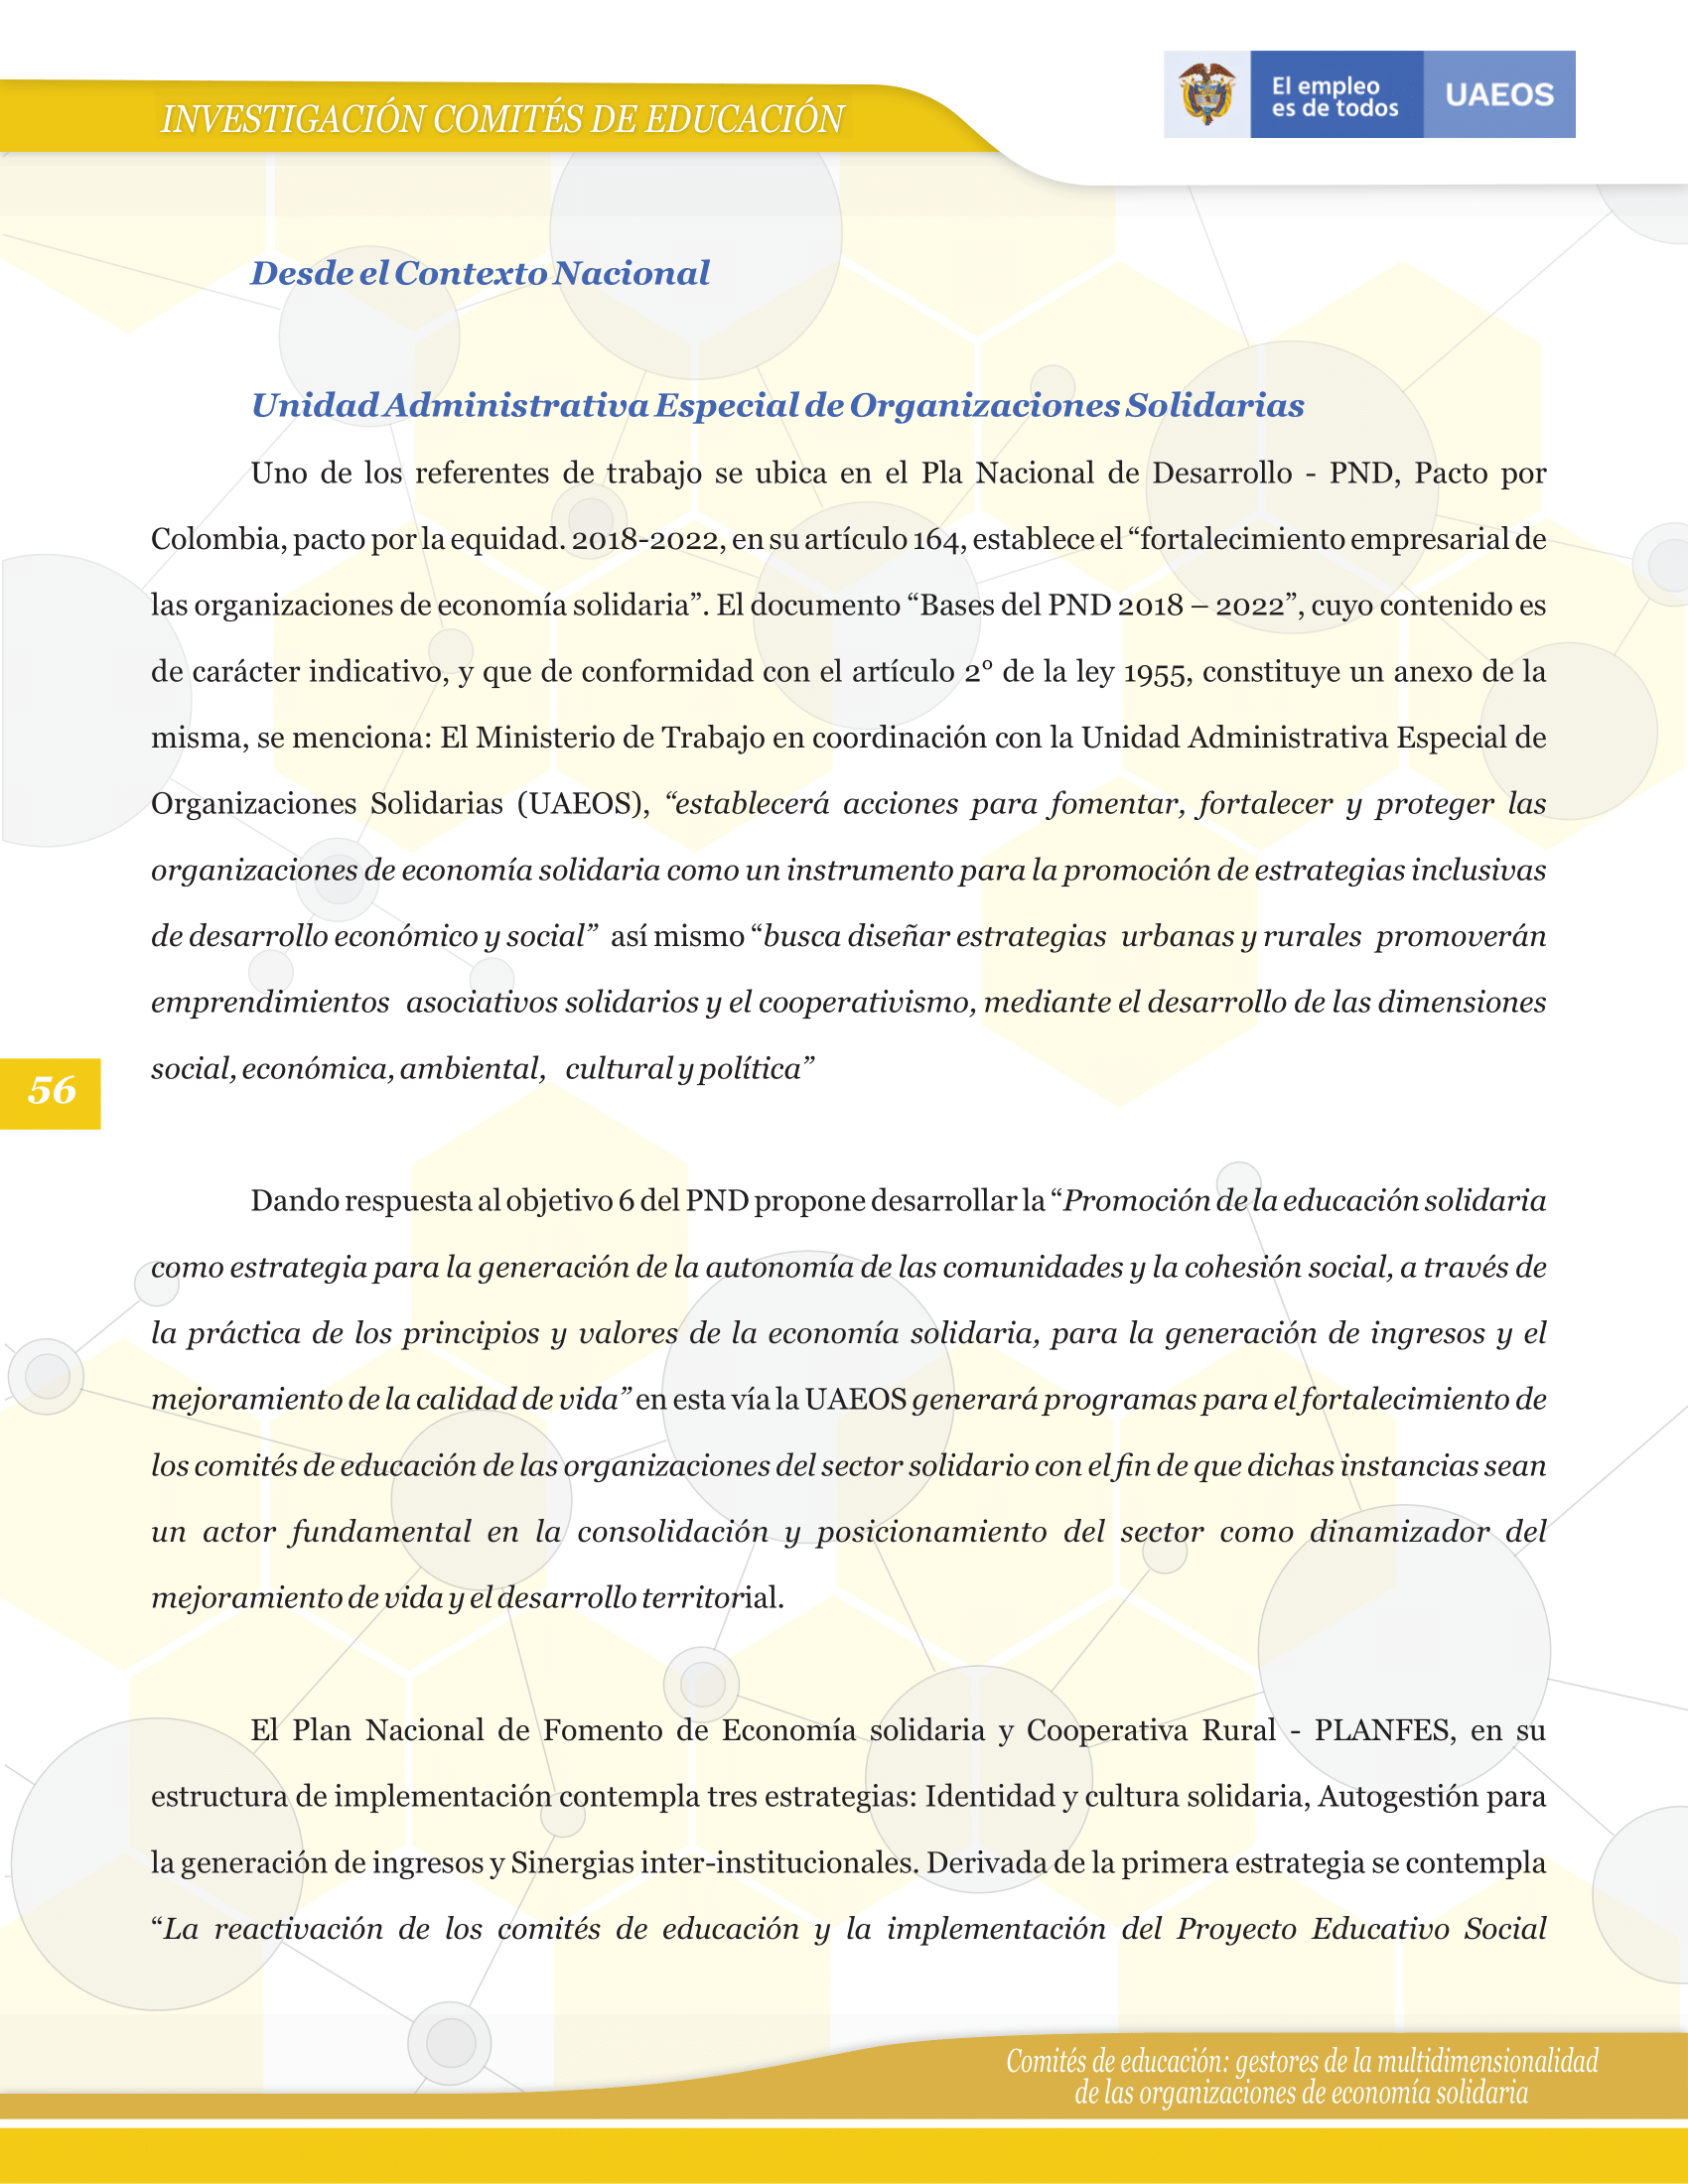 INVESTIGACIÓN COMITÉS DE EDUCACIÓN
El empleo
es de todos
UAEOS
Desde el Contexto Nacional
Unidad Administrativa Especial de Organizaciones Solidarias
Uno de los referentes de trabajo se ubica en el Pla Nacional de Desarrollo - PND, Pacto por
Colombia, pacto por la equidad. 2018-2022, en su artículo 164, establece el “fortalecimiento empresarial de
las organizaciones de economía solidaria”. El documento “Bases del PND 2018 – 2022”, cuyo contenido es
de carácter indicativo, y que de conformidad con el artículo 2° de la ley 1955, constituye un anexo de la
misma, se menciona: El Ministerio de Trabajo en coordinación con la Unidad Administrativa Especial de
Organizaciones Solidarias (UAEOS), “establecerá acciones para fomentar, fortalecer y proteger las
organizaciones de economía solidaria como un instrumento para la promoción de estrategias inclusivas
de desarrollo económico y social” así mismo “busca diseñar estrategias urbanas y rurales promoverán
emprendimientos asociativos solidarios y el cooperativismo, mediante el desarrollo de las dimensiones
social, económica, ambiental, cultural y política”
56
Dando respuesta al objetivo 6 del PND propone desarrollar la “Promoción de la educación solidaria
como estrategia para la generación de la autonomía de las comunidades y la cohesión social, a través de
la práctica de los principios y valores de la economía solidaria, para la generación de ingresos y el
mejoramiento de la calidad de vida” en esta vía la UAEOS generará programas para el fortalecimiento de
los comités de educación de las organizaciones del sector solidario con el fin de que dichas instancias sean
un actor fundamental en la consolidación y posicionamiento del sector como dinamizador del
mejoramiento de vida y el desarrollo territorial.
El Plan Nacional de Fomento de Economía solidaria y Cooperativa Rural - PLANFES, en su
estructura de implementación contempla tres estrategias: Identidad y cultura solidaria, Autogestión para
la generación de ingresos y Sinergias inter-institucionales. Derivada de la primera estrategia se contempla
“La reactivación de los comités de educación y la implementación del Proyecto Educativo Social
Comités de educación: gestores de la multidimensionalidad
de las organizaciones de economía solidaria